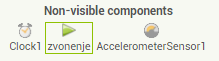 Non-visible components
Clock1 zvonenje AccelerometerSensor1